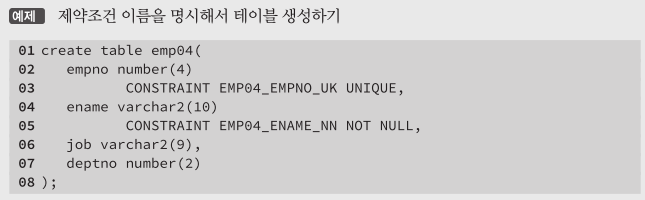 예제 제약조건 이름을 명시해서 테이블 생성하기
01 create table emp04(
02 empno number(4)
03 CONSTRAINT EMP04_EMPNO_UK UNIQUE,
04 ename varchar2(10)
05 CONSTRAINT EMP04_ENAME_NN NOT NULL,
06 job varchar2(9),
07 deptno number(2)
08 );